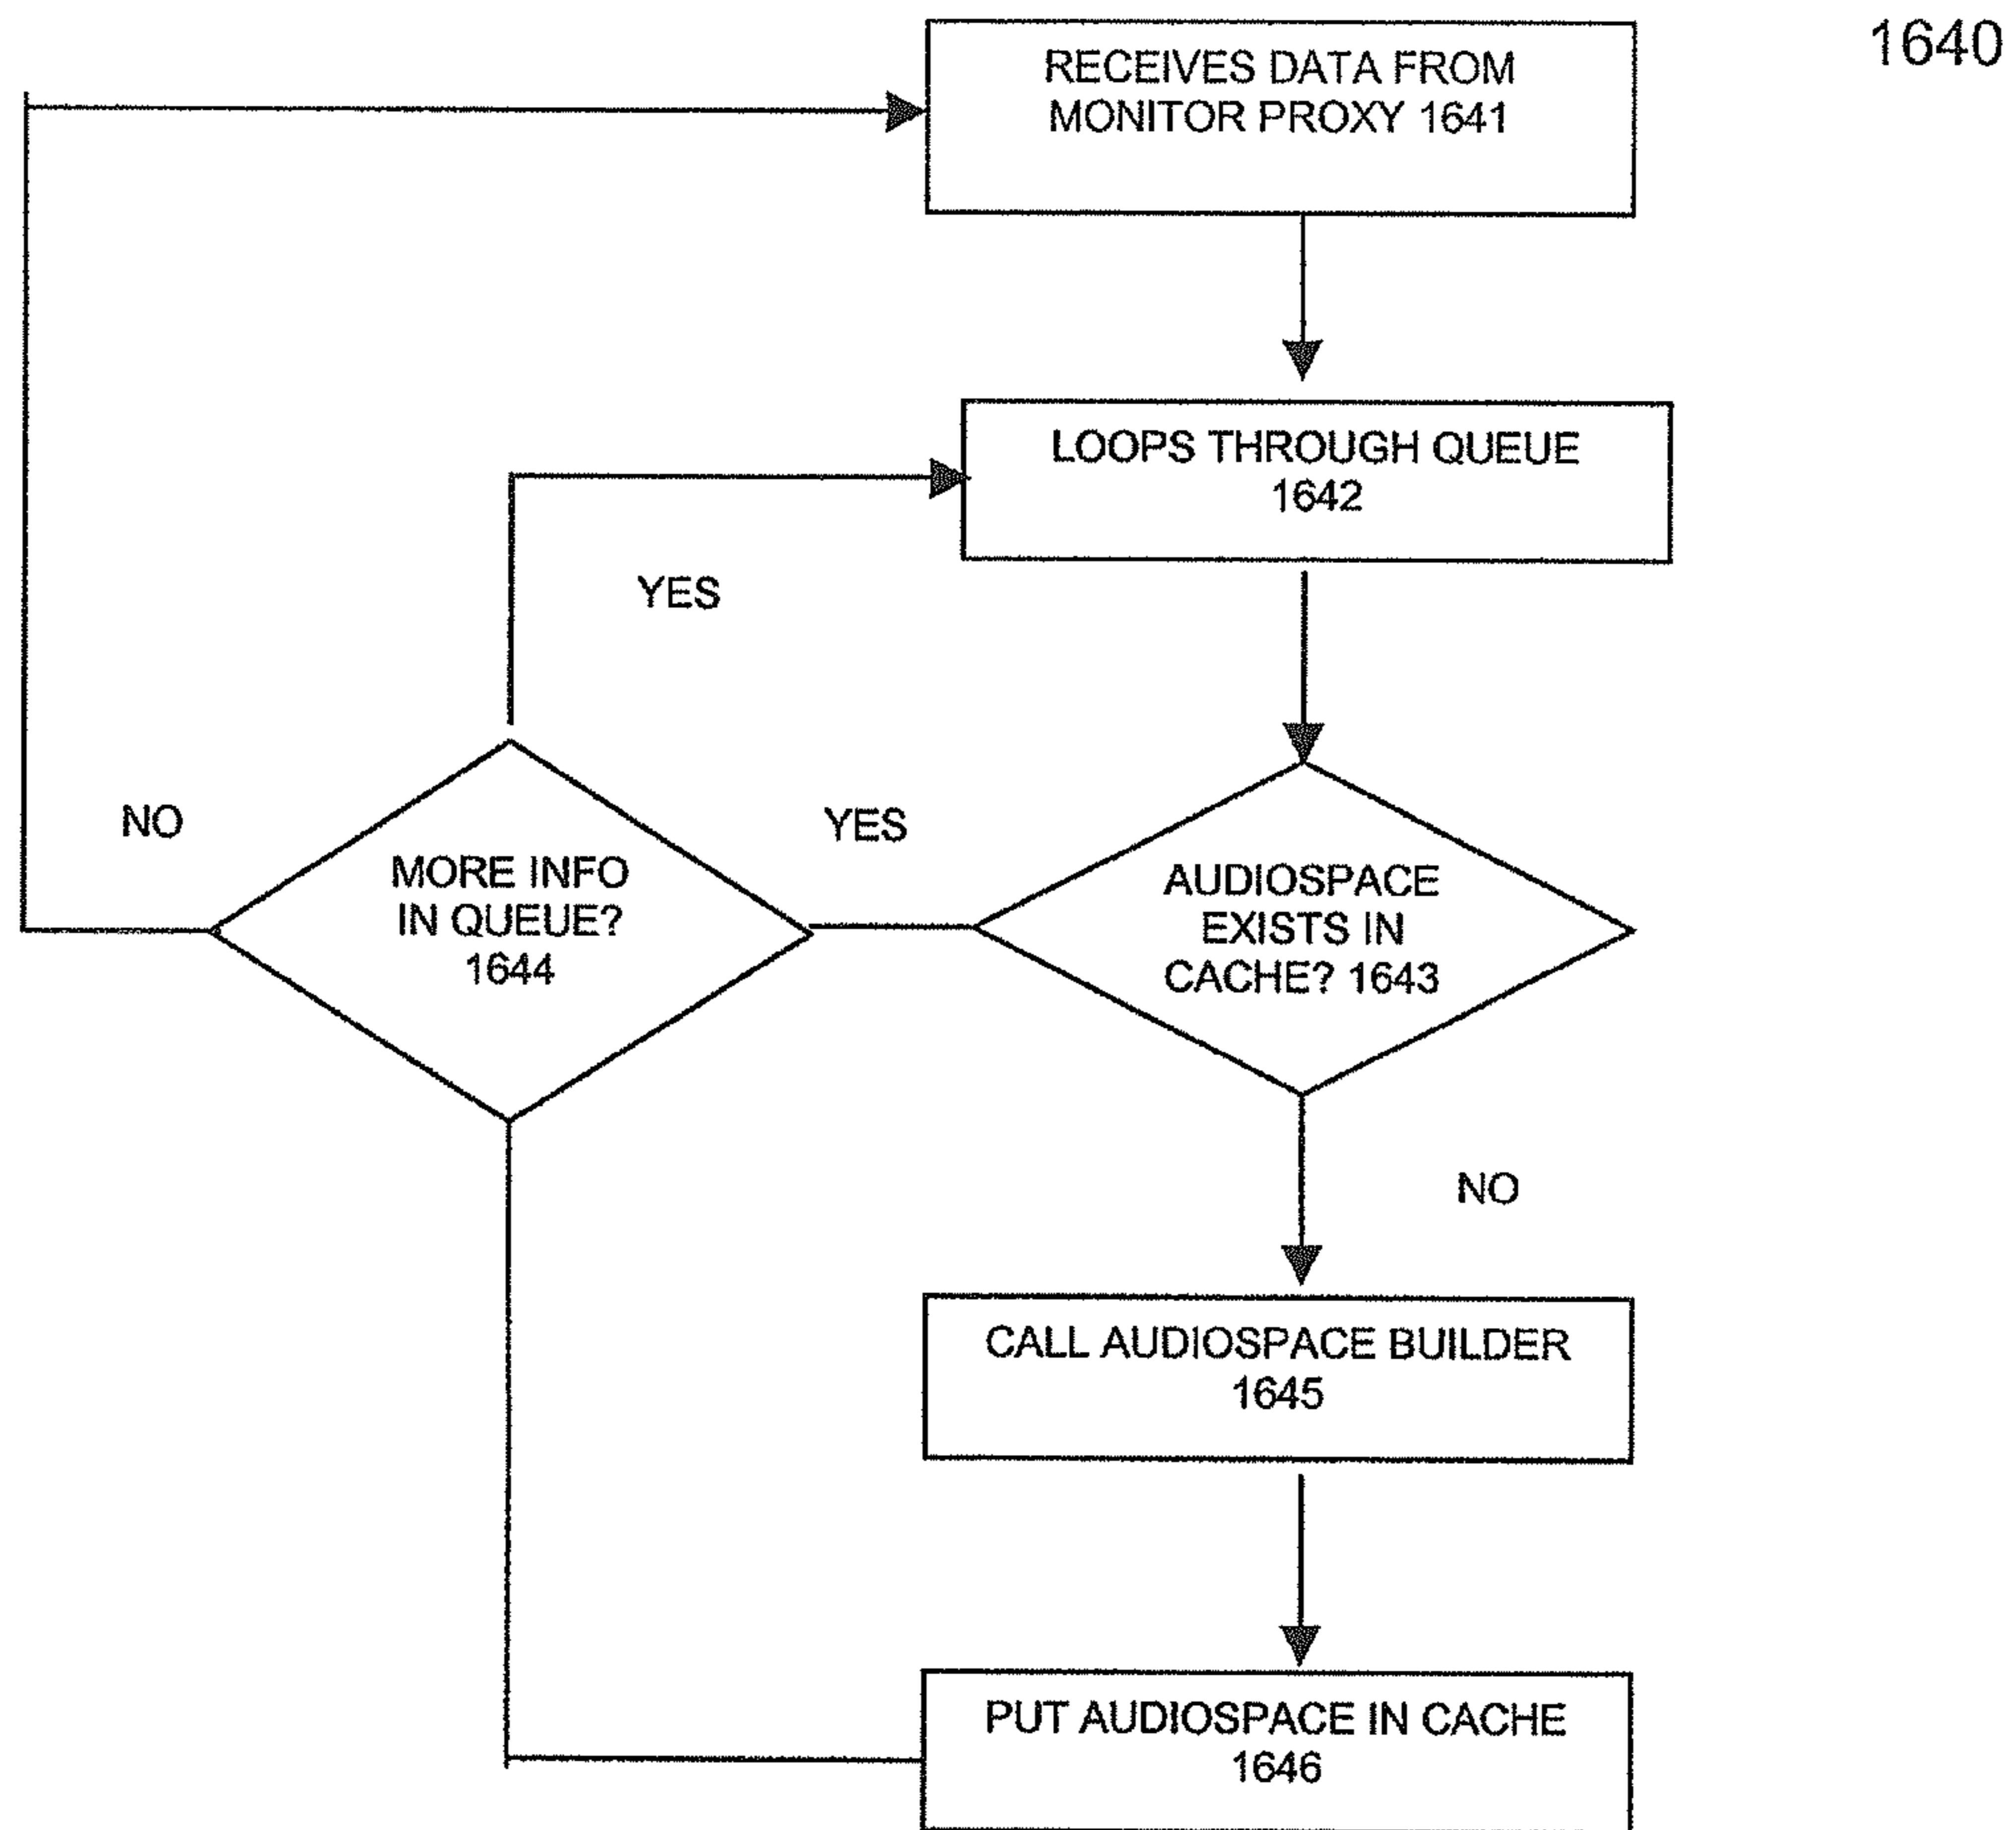 1640
RECEIVES DATA FROM
MONITOR PROXY 1641
LOOPS THROUGH QUEUE
1642
YES
NO
YES
MORE INFO
IN QUEUE?
1644
AUDIOSPACE
EXISTS IN
CACHE? 1643
NO
CALL AUDIOSPACE BUILDER
1645
PUT AUDIOSPACE IN CACHE
1646